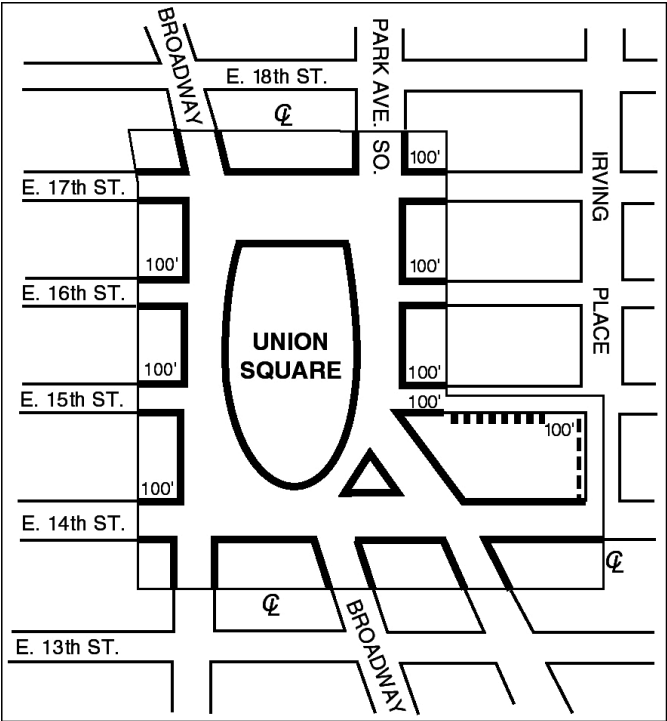 BROADWAY
PARK AVE. SO.
E. 18th ST.
℄
100'
E. 17th ST.
IRVING PLACE
100'
100'
E. 16th ST.
UNION
SQUARE
100'
100'
E. 15th ST.
100'
100'
100'
E. 14th ST.
℄
℄
BROADWAY
E. 13th ST.